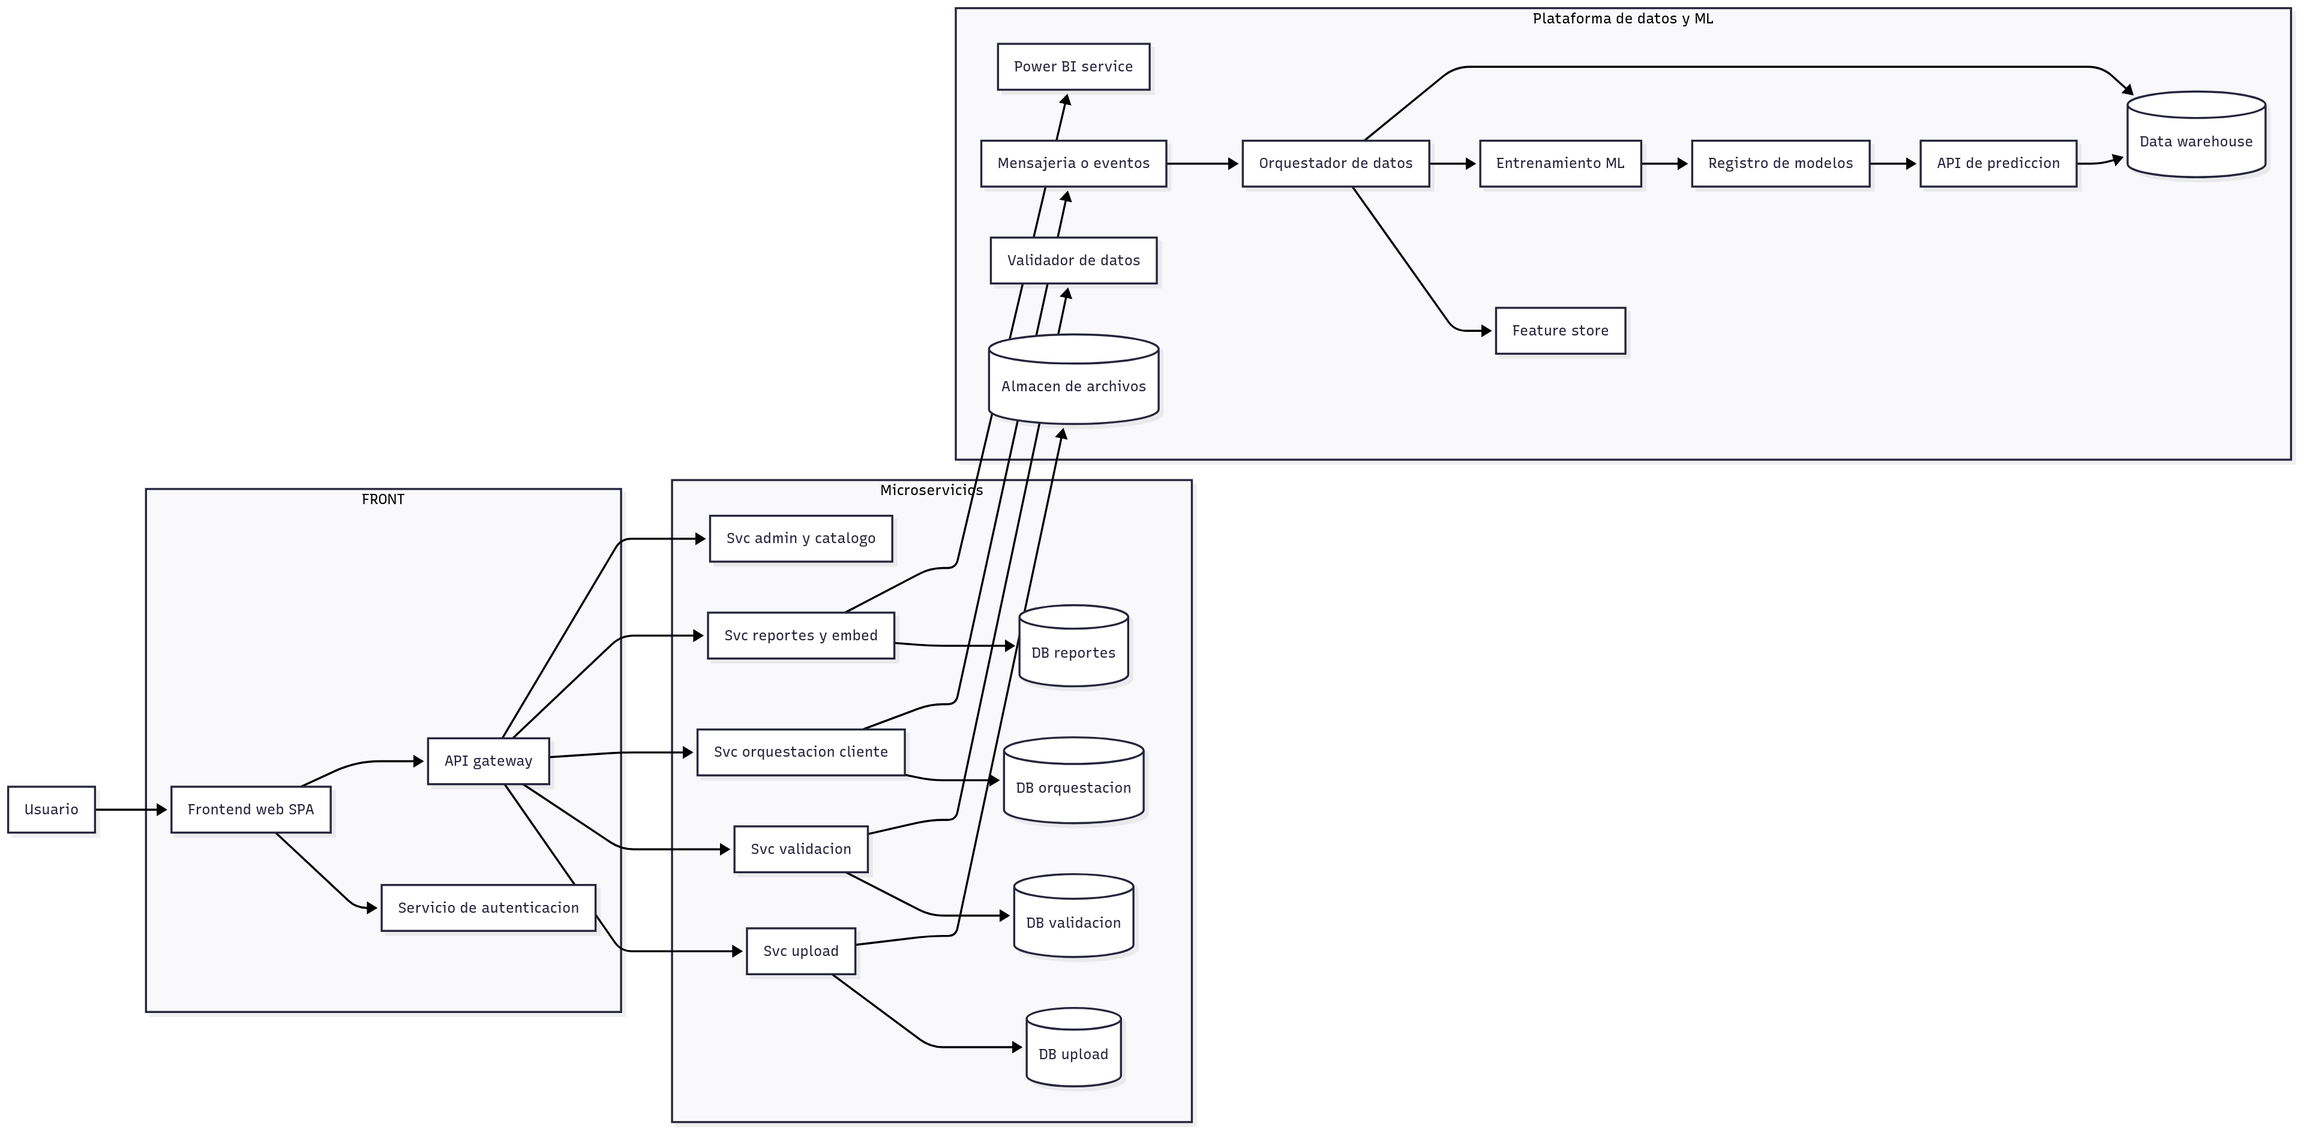 Plataforma de datos y ML
Power BI service
Mensajeria o eventos
Orquestador de datos
Entrenamiento ML
Registro de modelos
API de prediccion
Data warehouse
Validador de datos
Feature store
Almacen de archivos
FRONT
Microservicios
Svc admin y catalogo
Svc reportes y embed
DB reportes
Svc orquestacion cliente
API gateway
DB orquestacion
Usuario
Frontend web SPA
Svc validacion
Servicio de autenticacion
DB validacion
Svc upload
DB upload